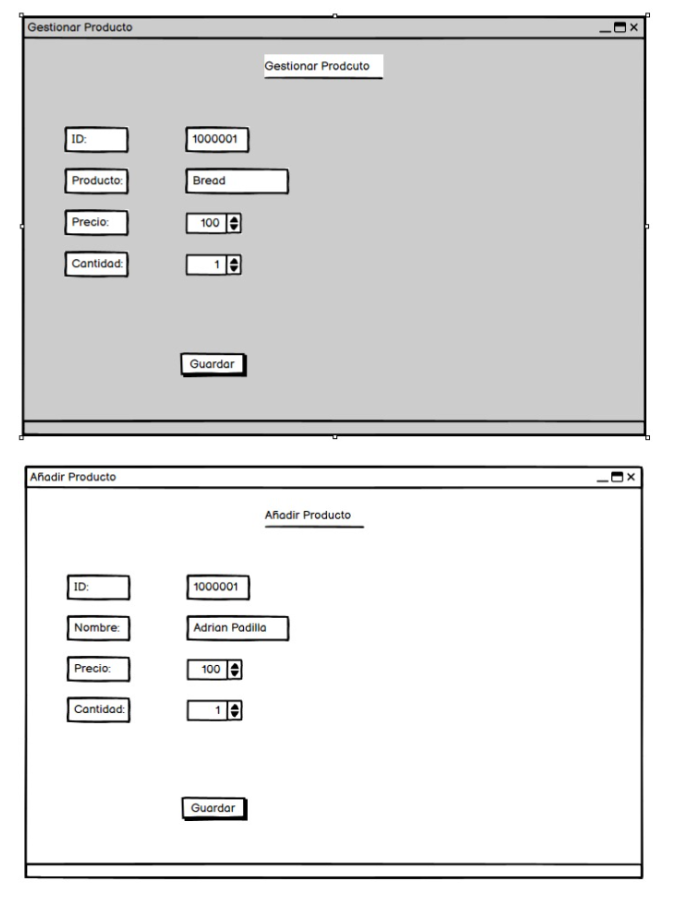 Gestionar Producto
Gestionar Prodcuto
ID: 1000001
Producto: Bread
Precio: 100
Cantidad: 1
Guardar
Añadir Producto
Añadir Producto
ID: 1000001
Nombre: Adrian Padilla
Precio: 100
Cantidad: 1
Guardar